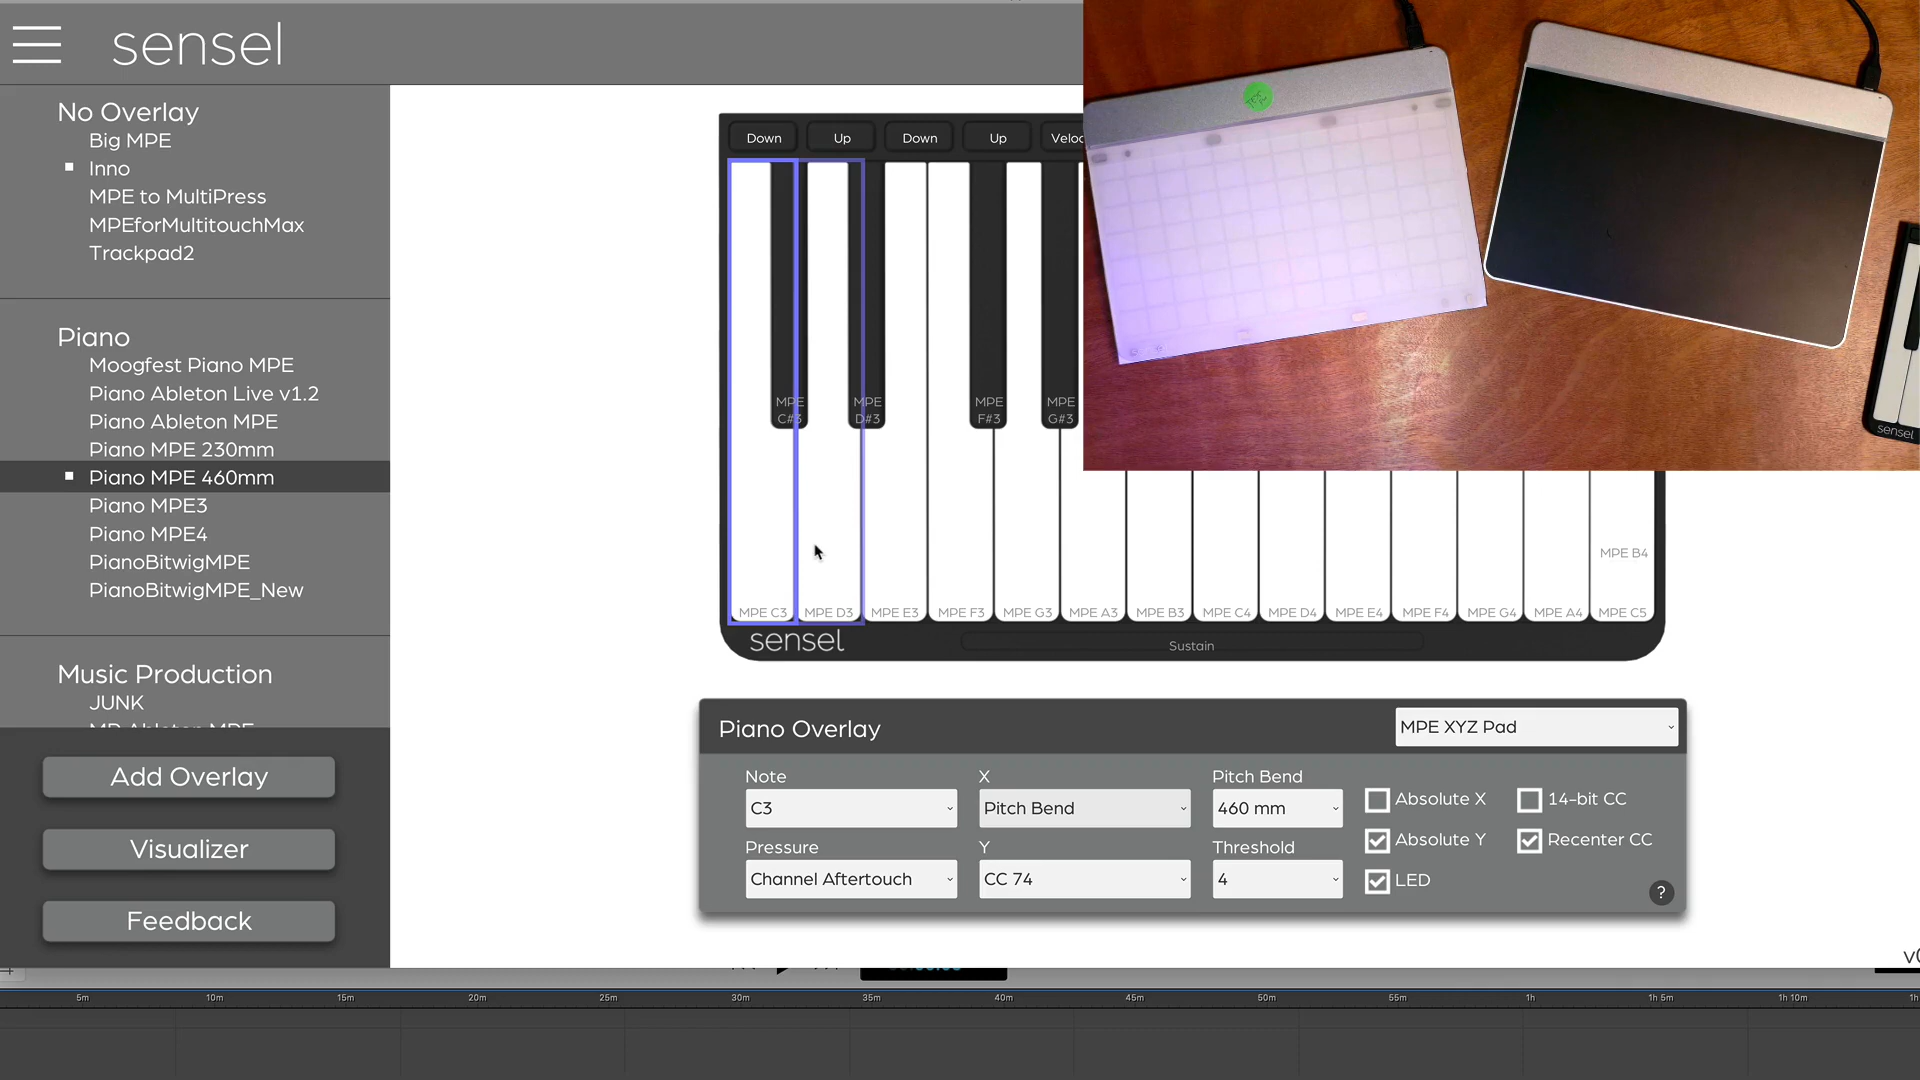 sensel
No Overlay
Big MPE
Inno
MPE to MultiPress
MPEforMultitouchMax
Trackpad2
Piano
Moogfest Piano MPE
Piano Ableton Live v1.2
Piano Ableton MPE
Piano MPE 230mm
Piano MPE 460mm
Piano MPE3
Piano MPE4
PianoBitwigMPE
PianoBitwigMPE_New
Music Production
JUNK
Add Overlay
Visualizer
Feedback
Down Up Down Up
MPE C#3 MPE D#3 MPE F#3 MPE G#3
MPE B4
MPE C3 MPE D3 MPE E3 MPE F3 MPE G3 MPE A3 MPE B3 MPE C4 MPE D4 MPE E4 MPE F4 MPE G4 MPE A4 MPE C5
sensel
Sustain
sensel
Piano Overlay
MPE XYZ Pad
Note X Pitch Bend
C3 Pitch Bend 460 mm
Absolute X 14-bit CC
Pressure Y Threshold
Absolute Y Recenter CC
Channel Aftertouch CC 74 4
LED
?
5m 10m 15m 20m 25m 30m 35m 40m 45m 50m 55m 1h 1h 5m 1h 10m 1h